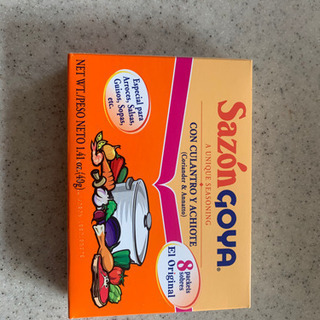 Sazón GOYA®
A UNIQUE SEASONING
CON CULANTRO Y ACHIOTE
(Coriander & Annatto)
8 packets
sobres
El Original
Especial para
Arroces, Salsas,
Guisos, Sopas,
etc.
NET WT./PESO NETO 1.41 oz. (40g)